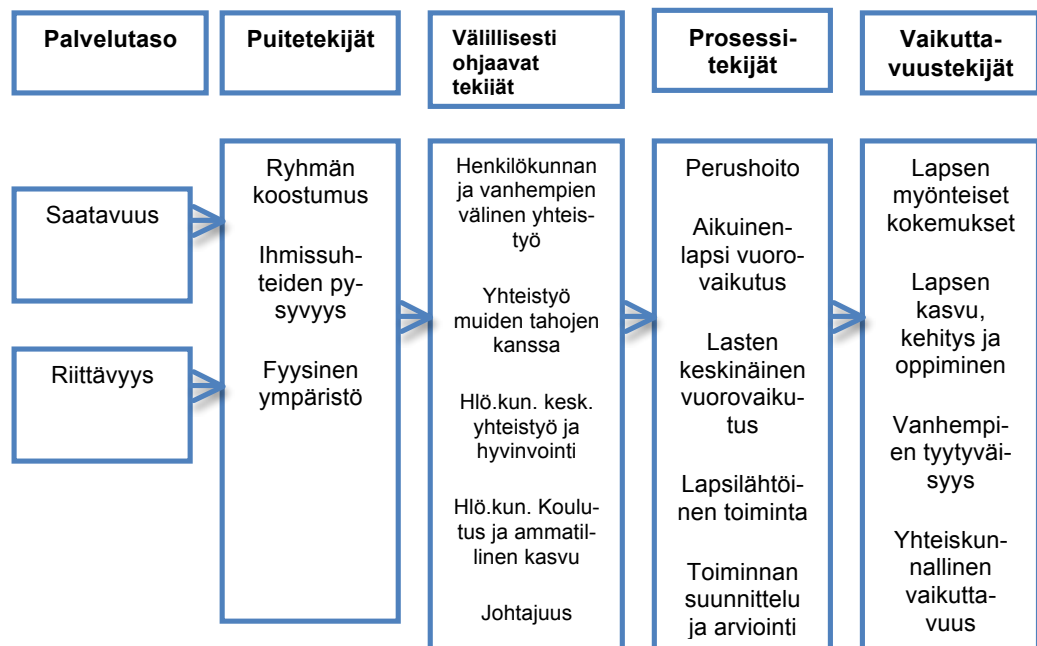 Palvelutaso
Puitetekijät
Välillisesti
ohjaavat
tekijät
Prosessi-
tekijät
Vaikutta-
vuustekijät
Saatavuus
Riittävyys
Ryhmän
koostumus
Ihmissuh-
teiden py-
syvyys
Fyysinen
ympäristö
Henkilökunnan
ja vanhempien
välinen yhteis-
työ
Yhteistyö
muiden tahojen
kanssa
Hlö.kun. kesk.
yhteistyö ja
hyvinvointi
Hlö.kun. Koulu-
tus ja ammatil-
linen kasvu
Johtajuus
Perushoito
Aikuinen-
lapsi vuoro-
vaikutus
Lasten
keskinäinen
vuorovaiku-
tus
Lapsilähtöi-
nen toiminta
Toiminnan
suunnittelu
ja arviointi
Lapsen
myönteiset
kokemukset
Lapsen
kasvu,
kehitys ja
oppiminen
Vanhempi-
en tyytyväi-
syys
Yhteiskun-
nallinen
vaikutta-
vuus